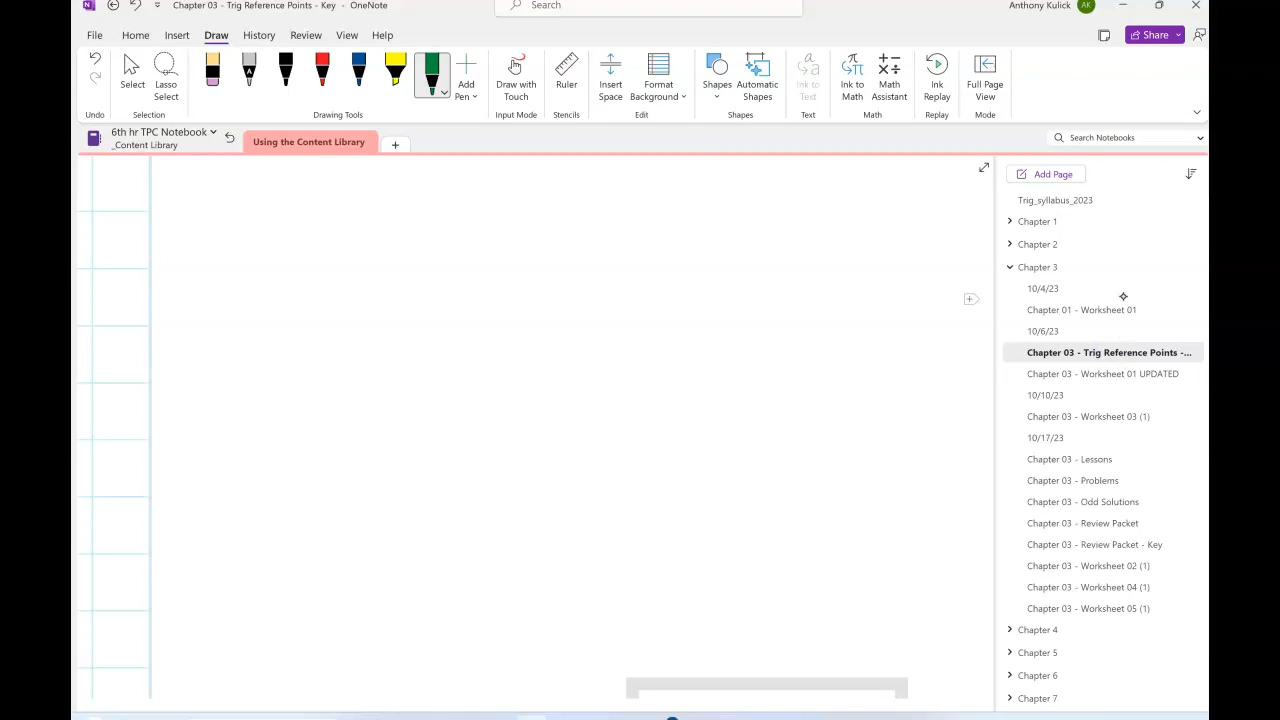 Chapter 03 - Trig Reference Points - Key - OneNote
Search
Anthony Kulick
AK
File Home Insert Draw History Review View Help
Share
Undo
Select
Lasso Select
Selection
Drawing Tools
Add Pen
Draw with Touch
Input Mode
Ruler
Stencils
Insert Space
Format Background
Edit
Shapes
Automatic Shapes
Shapes
Ink to Text
Text
Ink to Math
Math Assistant
Math
Ink Replay
Replay
Full Page View
Mode
6th hr TPC Notebook
_Content Library
Using the Content Library
Search Notebooks
Add Page
Trig_syllabus_2023
Chapter 1
Chapter 2
Chapter 3
10/4/23
Chapter 01 - Worksheet 01
10/6/23
Chapter 03 - Trig Reference Points -...
Chapter 03 - Worksheet 01 UPDATED
10/10/23
Chapter 03 - Worksheet 03 (1)
10/17/23
Chapter 03 - Lessons
Chapter 03 - Problems
Chapter 03 - Odd Solutions
Chapter 03 - Review Packet
Chapter 03 - Review Packet - Key
Chapter 03 - Worksheet 02 (1)
Chapter 03 - Worksheet 04 (1)
Chapter 03 - Worksheet 05 (1)
Chapter 4
Chapter 5
Chapter 6
Chapter 7